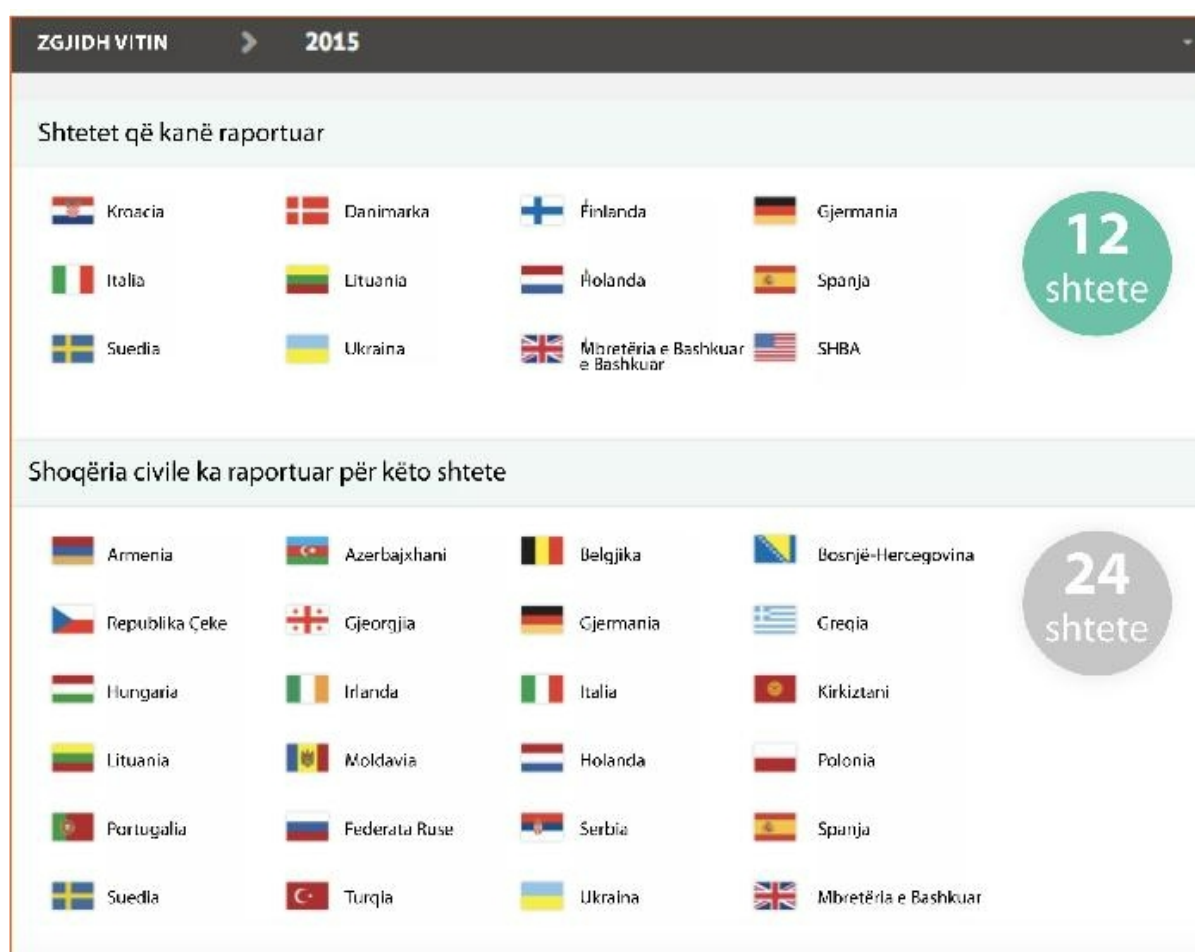 ZGJIDH VITIN 2015
Shtetet që kanë raportuar
Kroacia Danimarka Finlanda Gjermania
Italia Lituania Holanda Spanja
Suedia Ukraina Mbretëria e Bashkuar SHBA
e Bashkuar
12
shtete
Shoqëria civile ka raportuar për këto shtete
Armenia Azerbajxhani Belgjika Bosnjë-Hercegovina
Republika Çeke Gjeorgjia Gjermania Greqia
Hungaria Irlanda Italia Kirkiztani
Lituania Moldavia Holanda Polonia
Portugalia Federata Ruse Serbia Spanja
Suedia Turqia Ukraina Mbretëria e Bashkuar
24
shtete